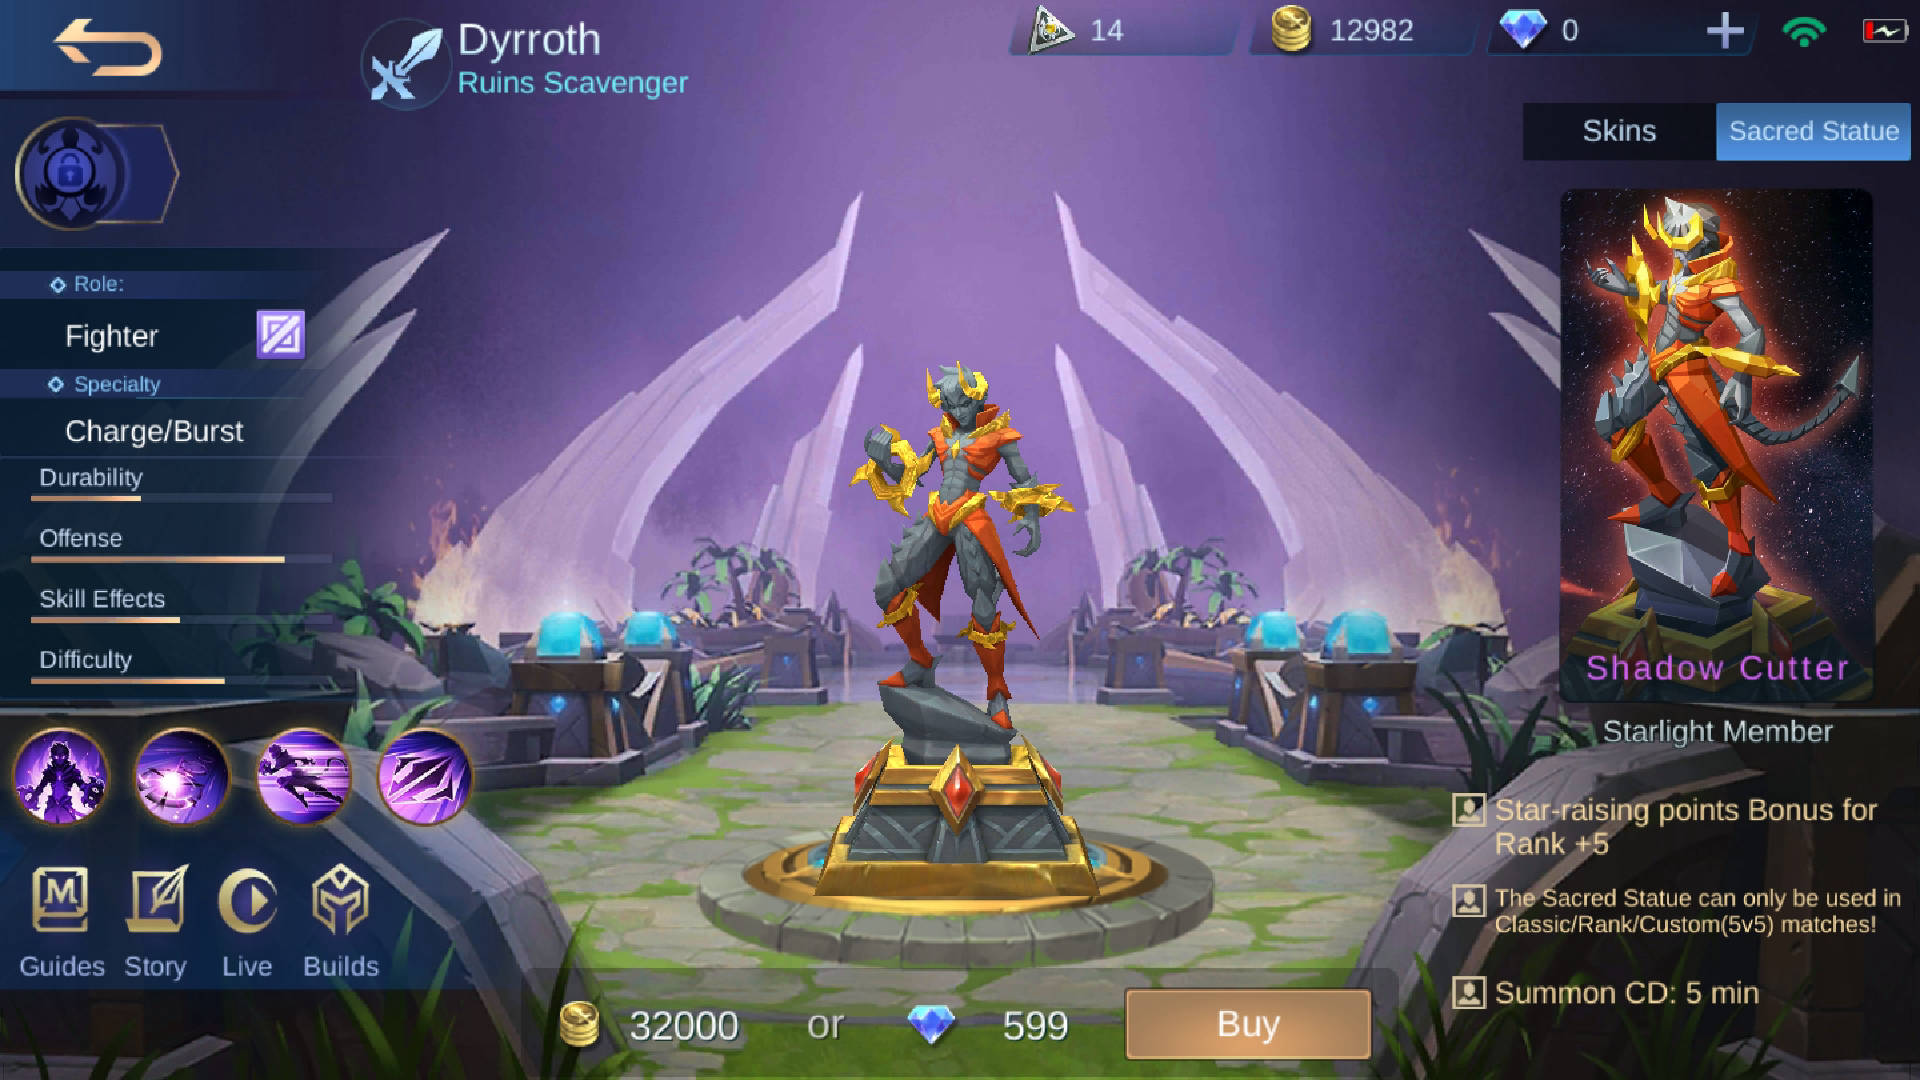 Dyrroth
Ruins Scavenger
14
12982
0
Skins
Sacred Statue
Role:
Fighter
Specialty
Charge/Burst
Durability
Offense
Skill Effects
Difficulty
Guides
Story
Live
Builds
Shadow Cutter
Starlight Member
Star-raising points Bonus for
Rank +5
The Sacred Statue can only be used in
Classic/Rank/Custom(5v5) matches!
Summon CD: 5 min
32000
or
599
Buy